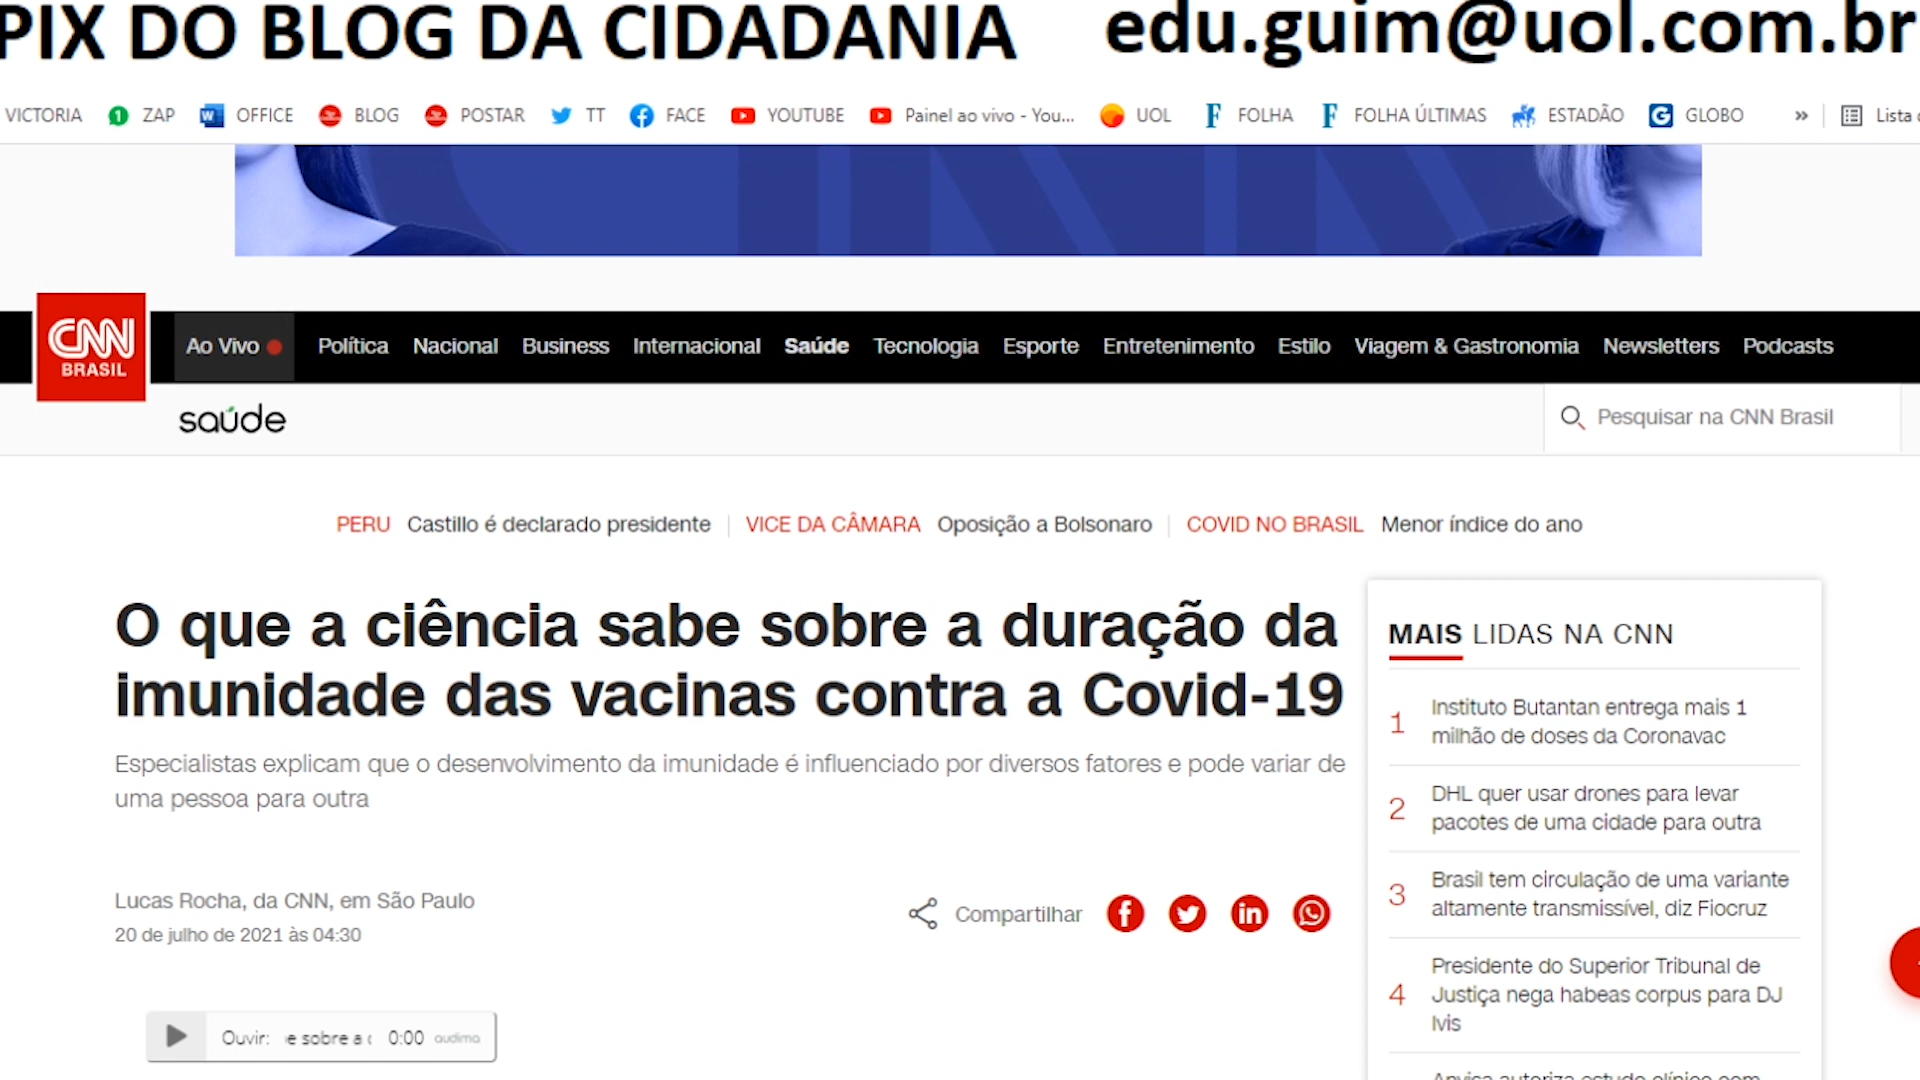 PIX DO BLOG DA CIDADANIA edu.guim@uol.com.br
VICTORIA ZAP OFFICE BLOG POSTAR TT FACE YOUTUBE Painel ao vivo - You... UOL FOLHA FOLHA ÚLTIMAS ESTADÃO GLOBO » Lista
CNN
BRASIL
Ao Vivo Política Nacional Business Internacional Saúde Tecnologia Esporte Entretenimento Estilo Viagem & Gastronomia Newsletters Podcasts
saúde
Pesquisar na CNN Brasil
PERU Castillo é declarado presidente VICE DA CÂMARA Oposição a Bolsonaro COVID NO BRASIL Menor índice do ano
O que a ciência sabe sobre a duração da
imunidade das vacinas contra a Covid-19
Especialistas explicam que o desenvolvimento da imunidade é influenciado por diversos fatores e pode variar de
uma pessoa para outra
Lucas Rocha, da CNN, em São Paulo
20 de julho de 2021 às 04:30
Compartilhar
Ouvir: e sobre a 0:00 audima
MAIS LIDAS NA CNN
1 Instituto Butantan entrega mais 1
milhão de doses da Coronavac
2 DHL quer usar drones para levar
pacotes de uma cidade para outra
3 Brasil tem circulação de uma variante
altamente transmissível, diz Fiocruz
4 Presidente do Superior Tribunal de
Justiça nega habeas corpus para DJ
Ivis
Anvisa autoriza estudo clínico com